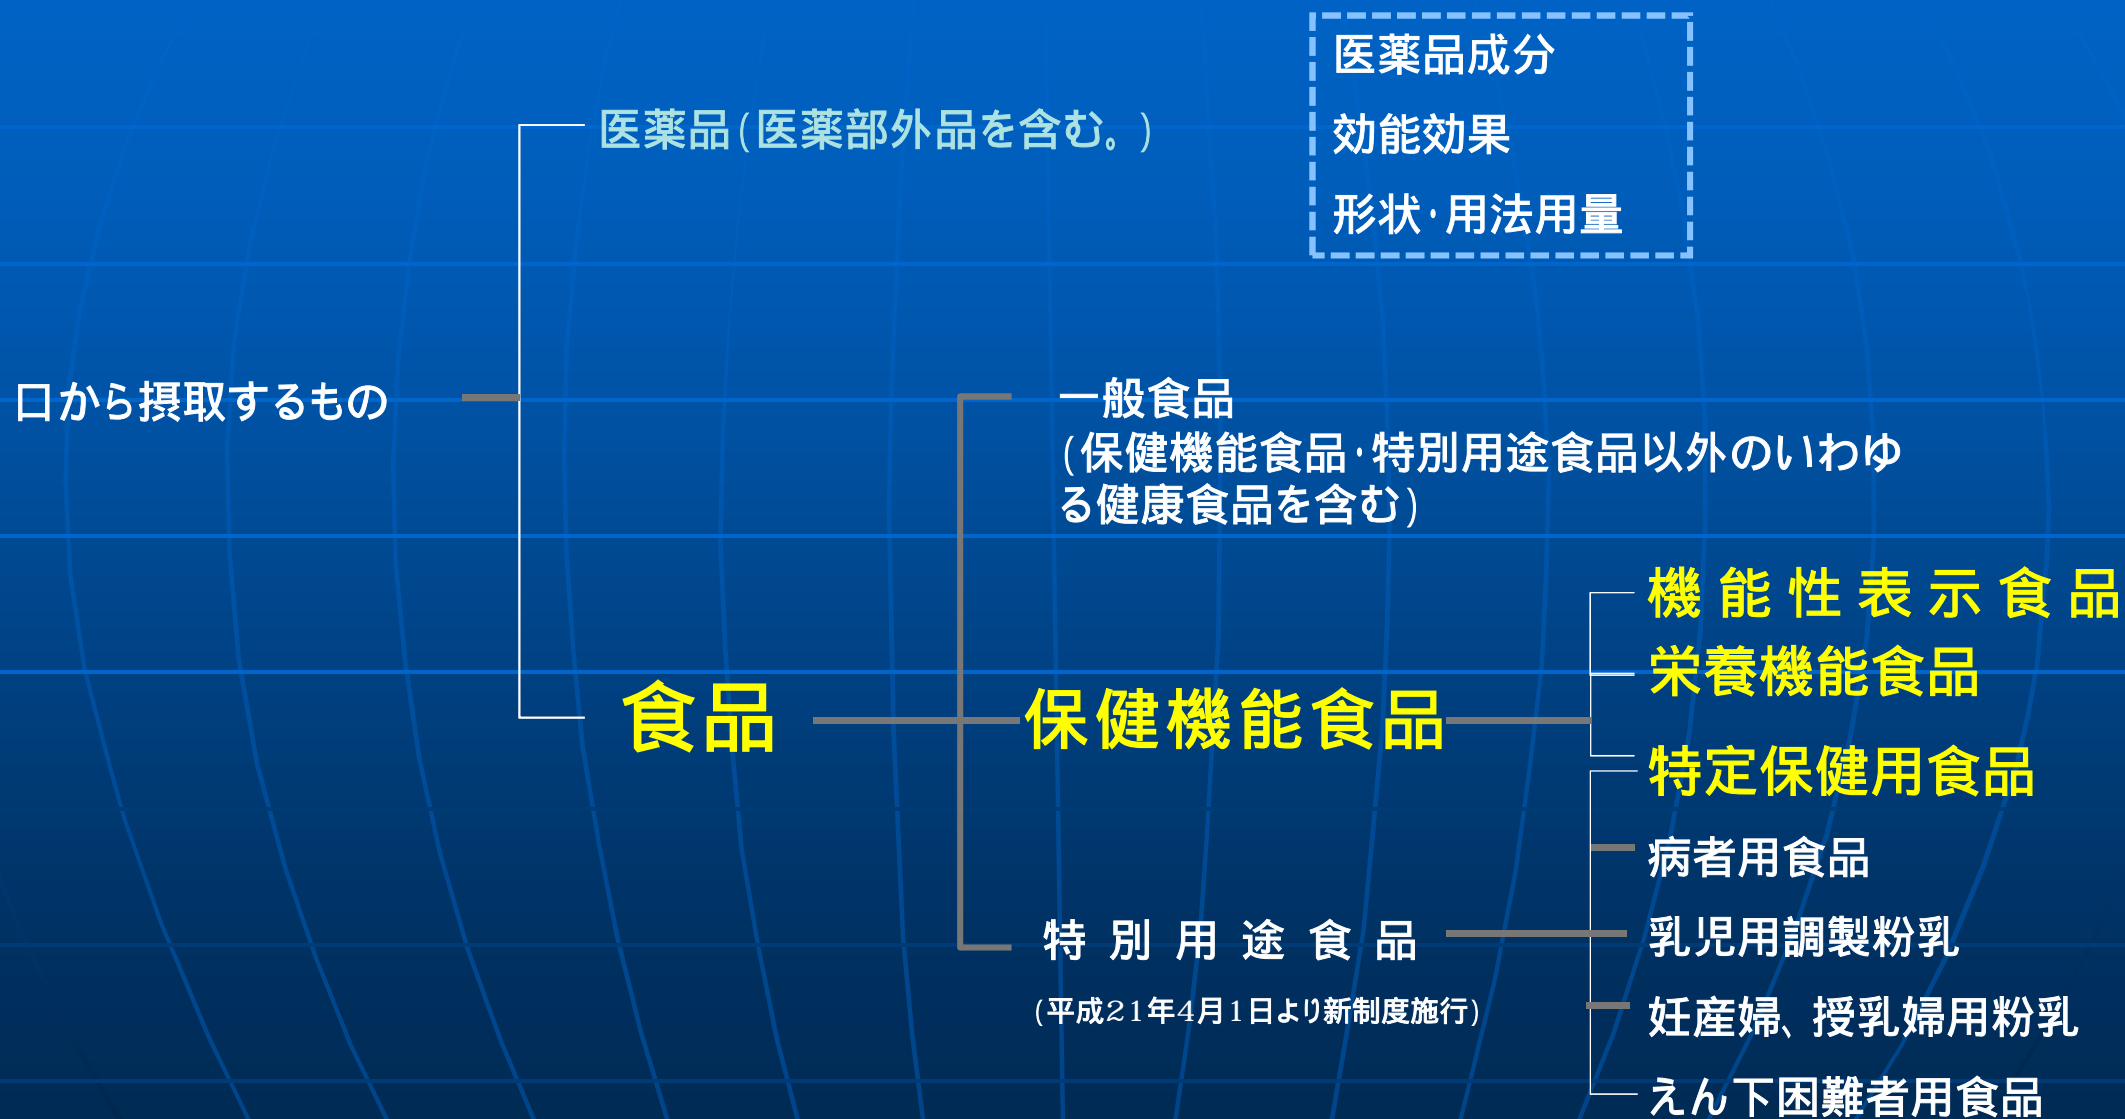 医薬品成分
効能効果
形状・用法用量
医薬品(医薬部外品を含む。)
口から摂取するもの
一般食品
(保健機能食品・特別用途食品以外のいわゆ
る健康食品を含む)
食品
保健機能食品
機能性表示食品
栄養機能食品
特定保健用食品
特別用途食品
(平成21年4月1日より新制度施行)
病者用食品
乳児用調製粉乳
妊産婦、授乳婦用粉乳
えん下困難者用食品